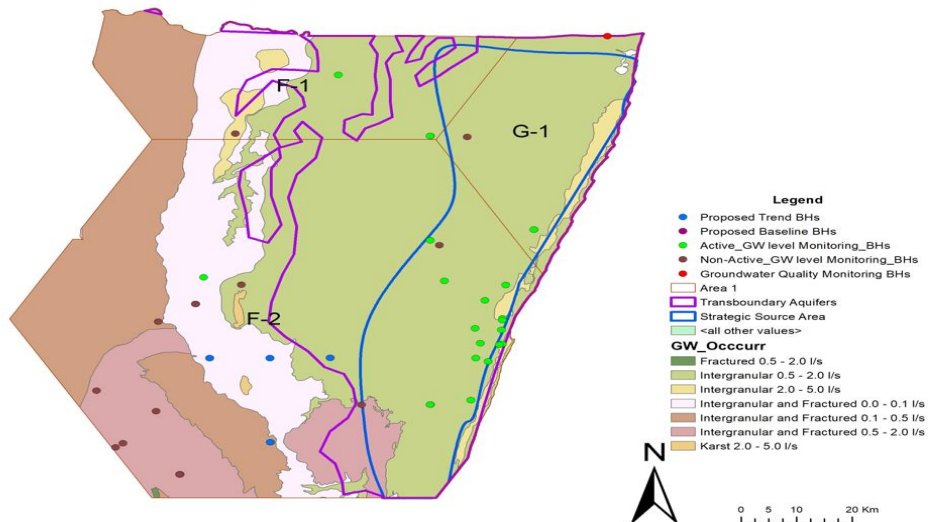 F-1
G-1
F-2
Legend
Proposed Trend BHs
Proposed Baseline BHs
Active_GW level Monitoring_BHs
Non-Active_GW level Monitoring_BHs
Groundwater Quality Monitoring BHs
Area 1
Transboundary Aquifers
Strategic Source Area
<all other values>
GW_Occcurr
Fractured 0.5 - 2.0 l/s
Intergranular 0.5 - 2.0 l/s
Intergranular 2.0 - 5.0 l/s
Intergranular and Fractured 0.0 - 0.1 l/s
Intergranular and Fractured 0.1 - 0.5 l/s
Intergranular and Fractured 0.5 - 2.0 l/s
Karst 2.0 - 5.0 l/s
N
0 5 10 20 Km